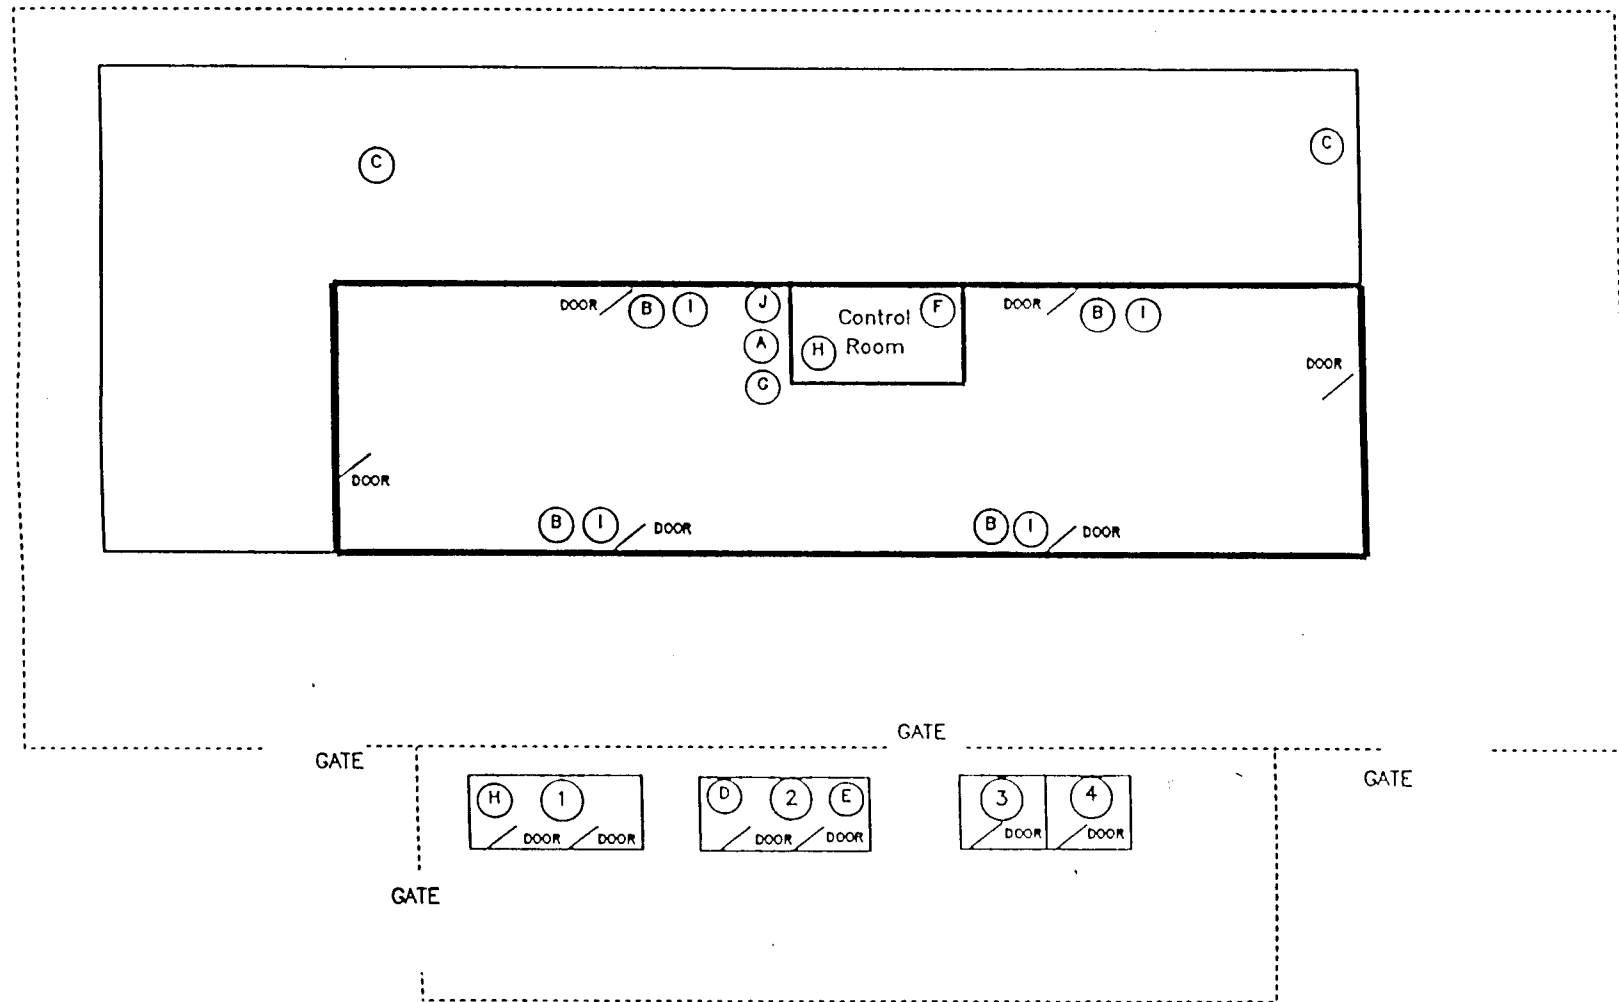 C
C
DOOR B I J Control F DOOR B I
A H Room
DOOR
G
DOOR
B I DOOR B I DOOR
GATE
GATE
GATE
H 1 D 2 E 3 4
DOOR DOOR DOOR DOOR DOOR DOOR
GATE